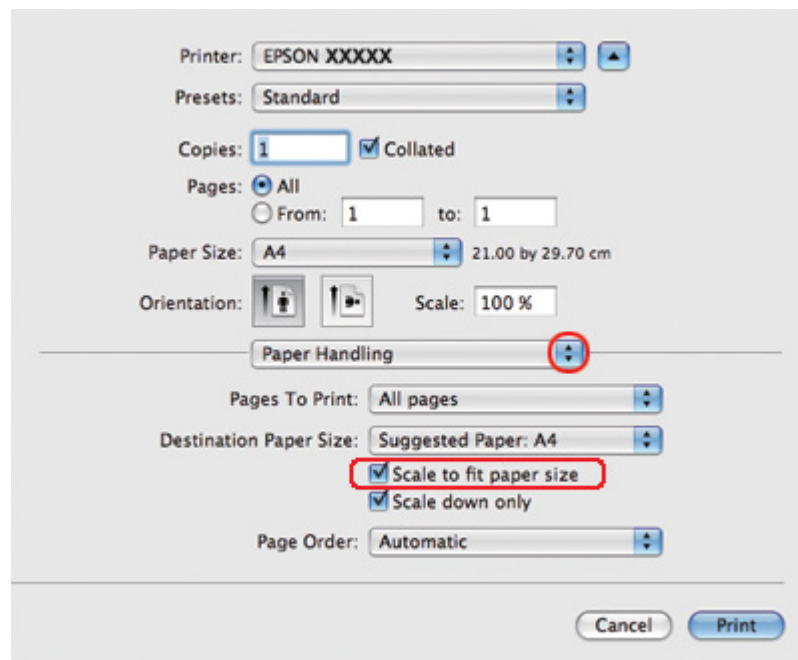 Printer: EPSON XXXXX
Presets: Standard
Copies: 1 Collated
Pages: All
From: 1 to: 1
Paper Size: A4 21.00 by 29.70 cm
Orientation: Scale: 100 %
Paper Handling
Pages To Print: All pages
Destination Paper Size: Suggested Paper: A4
Scale to fit paper size
Scale down only
Page Order: Automatic
Cancel Print